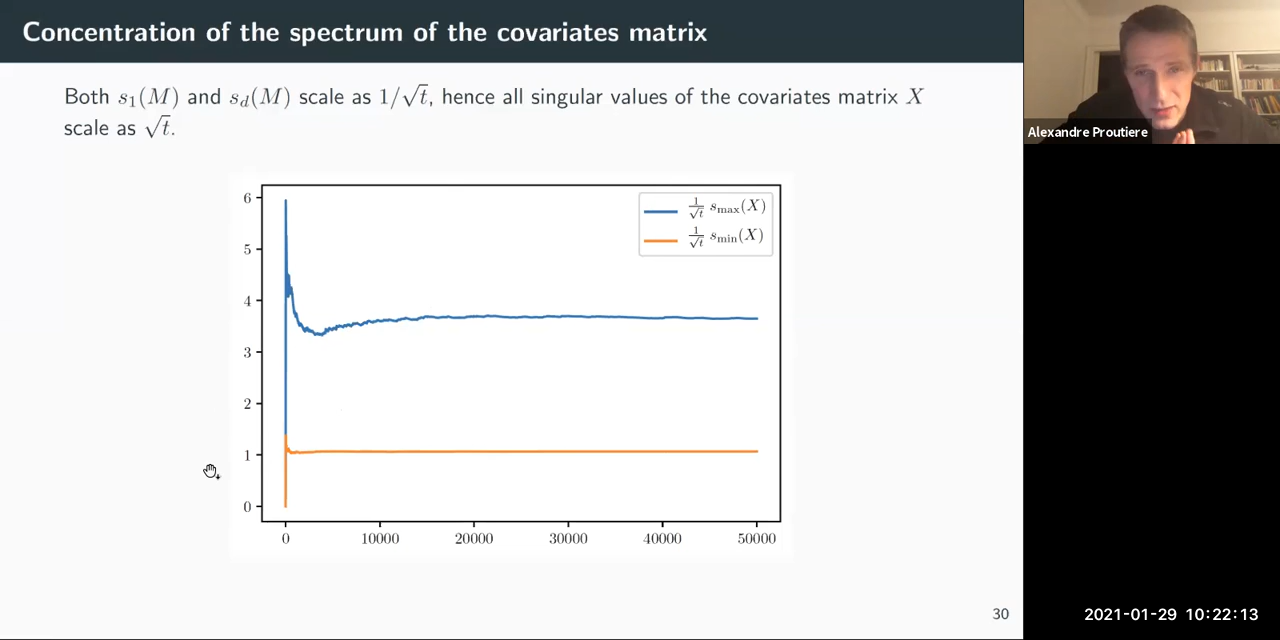 Concentration of the spectrum of the covariates matrix
Both s₁(M) and s_d(M) scale as 1/√t, hence all singular values of the covariates matrix X
scale as √t.
6
5
4
3
2
1
0
0 10000 20000 30000 40000 50000
1/√t s_max(X)
1/√t s_min(X)
30
Alexandre Proutiere
2021-01-29 10:22:13